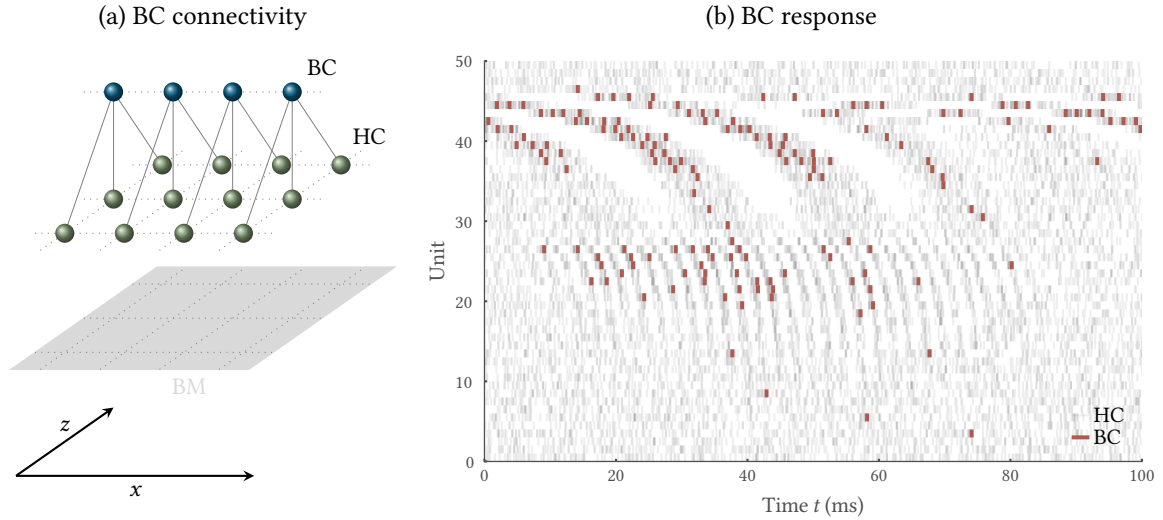 (a) BC connectivity
BC
HC
BM
z
x
(b) BC response
50
40
30
20
10
0
Unit
HC
BC
0 20 40 60 80 100
Time t (ms)